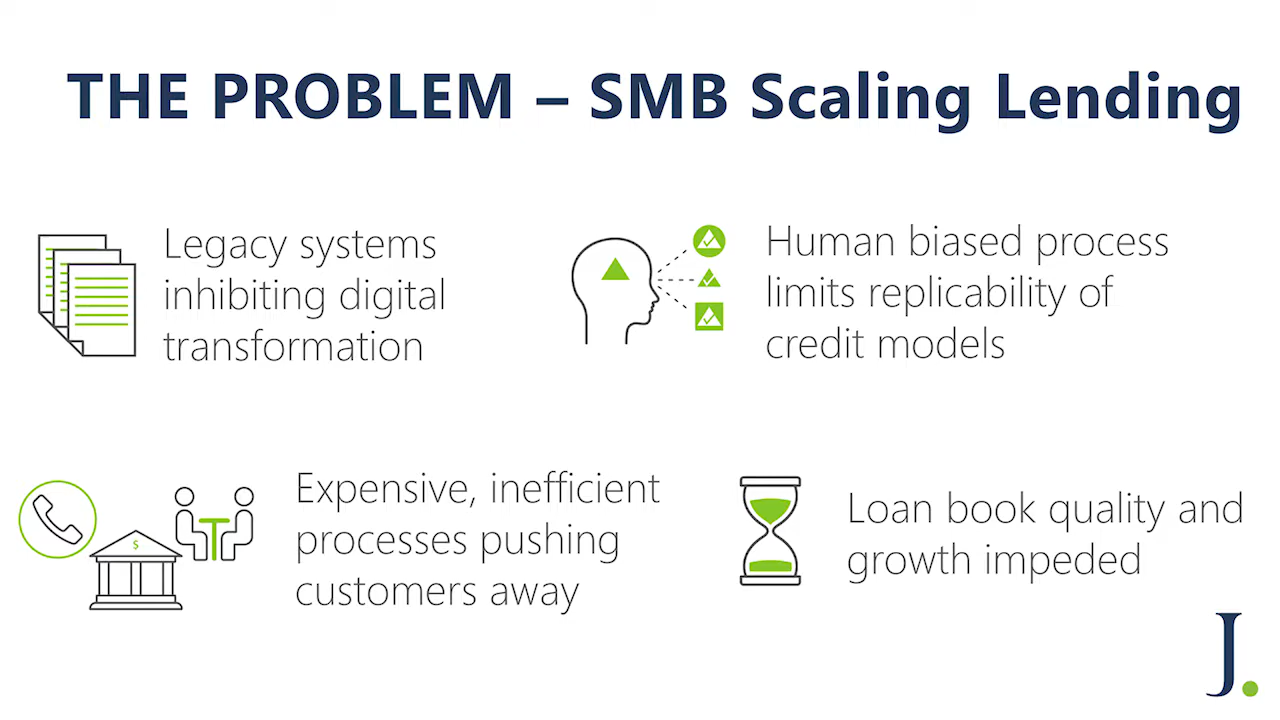 THE PROBLEM – SMB Scaling Lending
Legacy systems
inhibiting digital
transformation
Human biased process
limits replicability of
credit models
$
Expensive, inefficient
processes pushing
customers away
Loan book quality and
growth impeded
J.